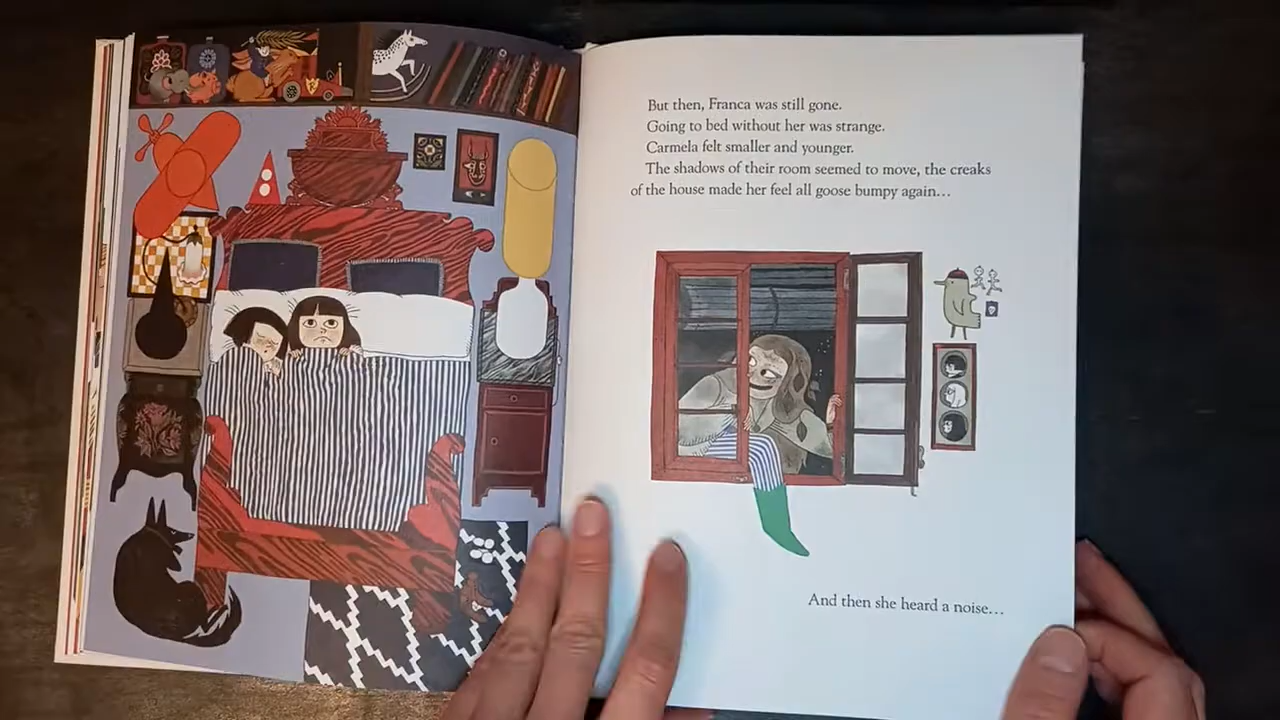 But then, Franca was still gone.
Going to bed without her was strange.
Carmela felt smaller and younger.
The shadows of their room seemed to move, the creaks
of the house made her feel all goose bumpy again…
And then she heard a noise…